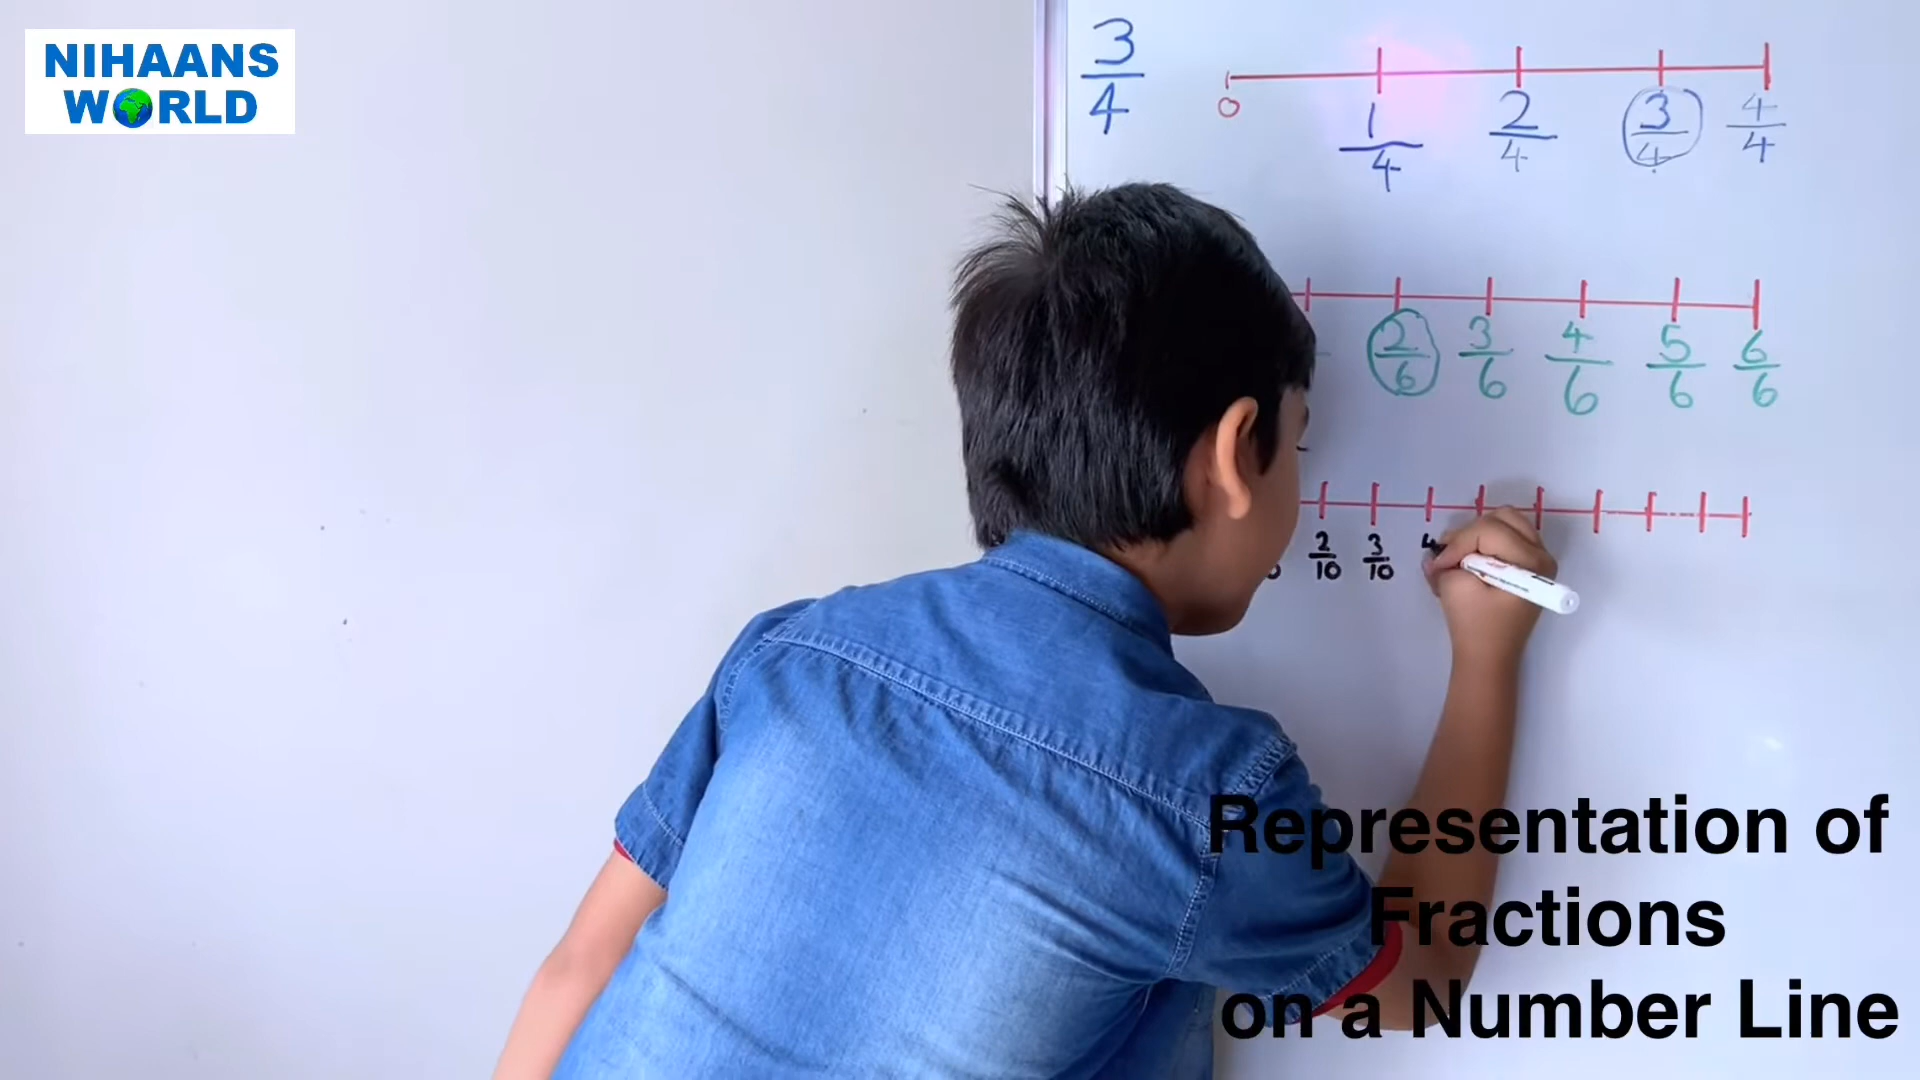 NIHAANS
WORLD
3/4
0 1/4 2/4 3/4 4/4
2/6 3/6 4/6 5/6 6/6
2/10 3/10 4
Representation of
Fractions
on a Number Line